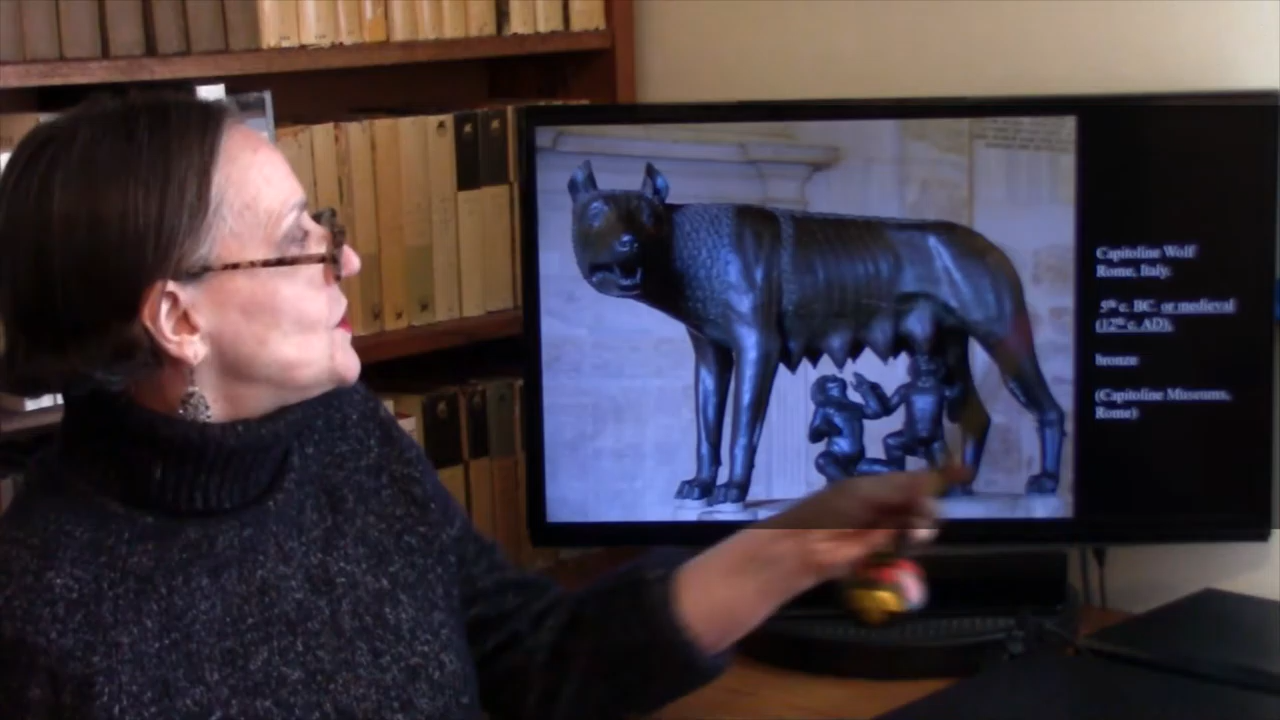 Capitoline Wolf
Rome, Italy.
5th c. BC. or medieval
(12th c. AD).
bronze
(Capitoline Museums,
Rome)